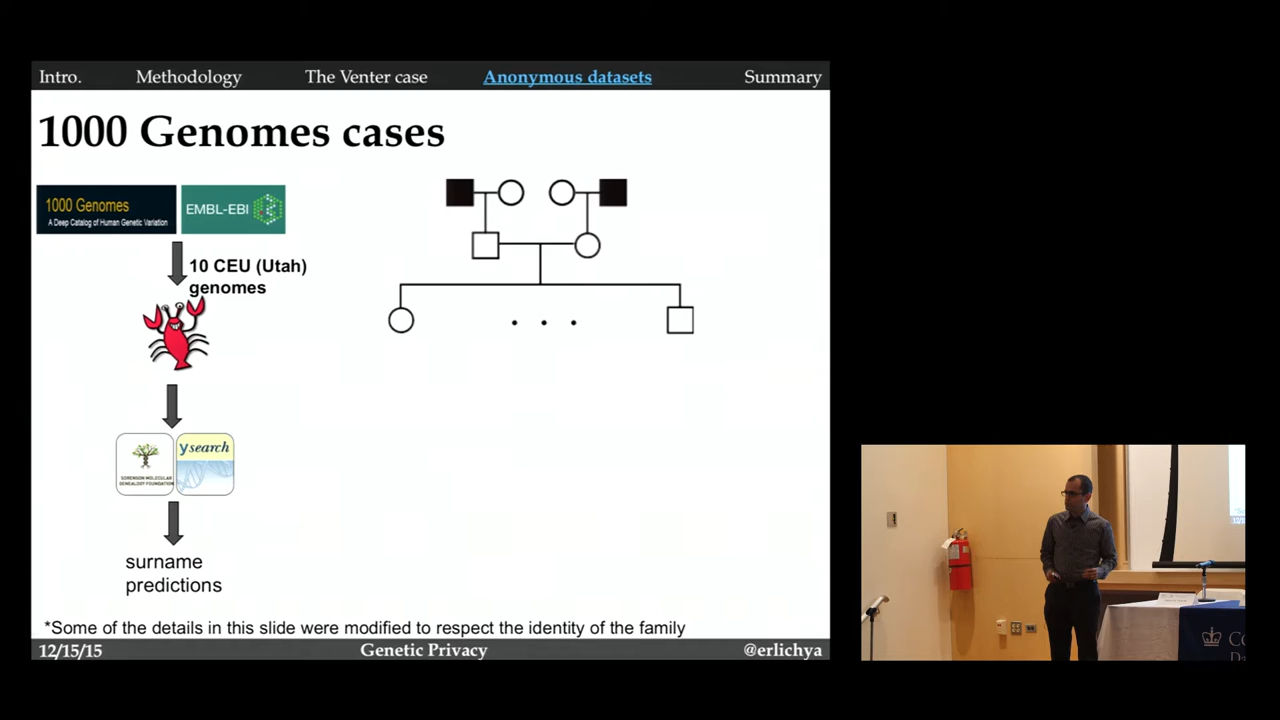 Intro. Methodology The Venter case Anonymous datasets Summary
1000 Genomes cases
1000 Genomes
A Deep Catalog of Human Genetic Variation
EMBL-EBI
10 CEU (Utah)
genomes
SORENSON MOLECULAR
GENEALOGY FOUNDATION
ysearch
surname
predictions
*Some of the details in this slide were modified to respect the identity of the family
12/15/15 Genetic Privacy @erlichya